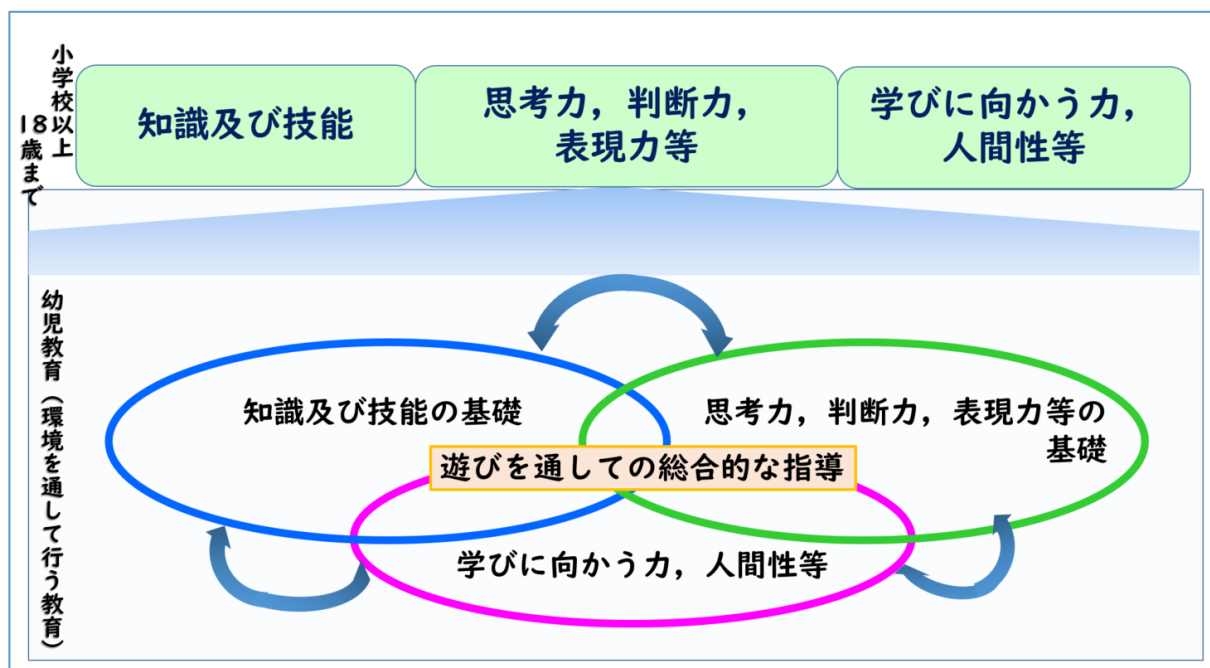 小学校以上
18歳まで
知識及び技能
思考力，判断力，
表現力等
学びに向かう力，
人間性等
幼児教育（環境を通して行う教育）
知識及び技能の基礎
思考力，判断力，表現力等の
基礎
遊びを通しての総合的な指導
学びに向かう力，人間性等